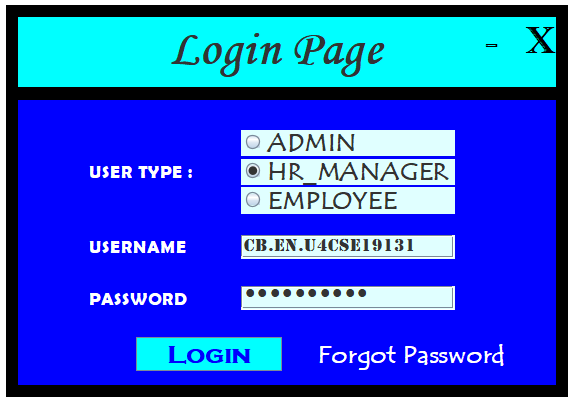 Login Page - X
ADMIN
USER TYPE : HR_MANAGER
EMPLOYEE
USERNAME CB.EN.U4CSE19131
PASSWORD ••••••••••
LOGIN Forgot Password